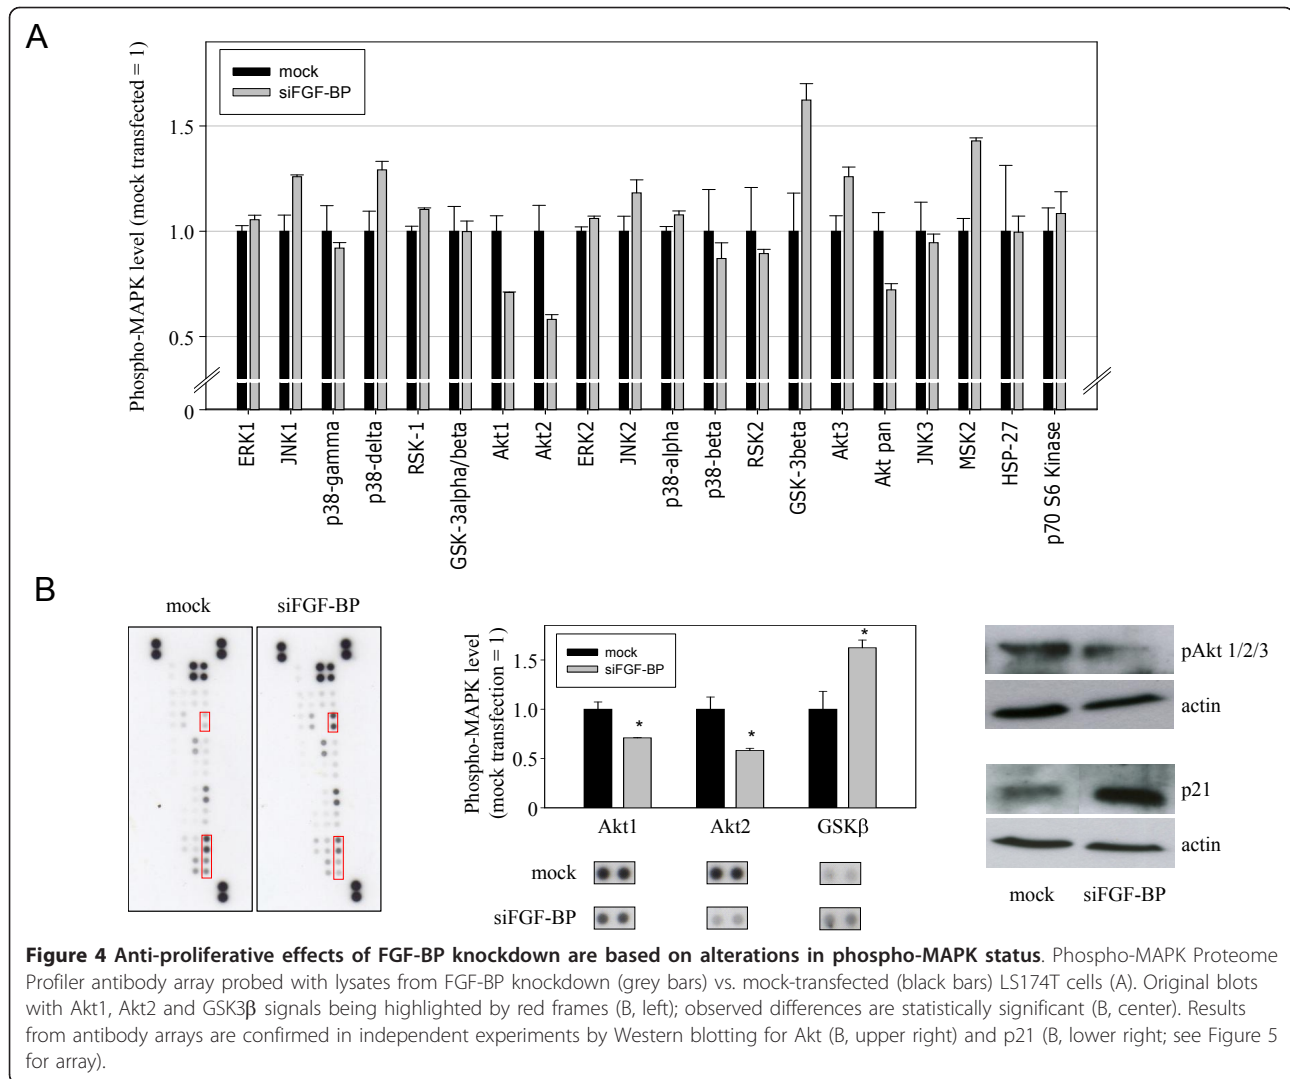 A
Phospho-MAPK level (mock transfected = 1)
mock
siFGF-BP
1.5
1.0
0.5
0
ERK1
JNK1
p38-gamma
p38-delta
RSK-1
GSK-3alpha/beta
Akt1
Akt2
ERK2
JNK2
p38-alpha
p38-beta
RSK2
GSK-3beta
Akt3
Akt pan
JNK3
MSK2
HSP-27
p70 S6 Kinase
B
mock
siFGF-BP
Phospho-MAPK level
(mock transfection = 1)
mock
siFGF-BP
1.5
1.0
0.5
0
*
*
*
Akt1
Akt2
GSKβ
mock
siFGF-BP
pAkt 1/2/3
actin
p21
actin
mock
siFGF-BP
Figure 4 Anti-proliferative effects of FGF-BP knockdown are based on alterations in phospho-MAPK status. Phospho-MAPK Proteome
Profiler antibody array probed with lysates from FGF-BP knockdown (grey bars) vs. mock-transfected (black bars) LS174T cells (A). Original blots
with Akt1, Akt2 and GSK3β signals being highlighted by red frames (B, left); observed differences are statistically significant (B, center). Results
from antibody arrays are confirmed in independent experiments by Western blotting for Akt (B, upper right) and p21 (B, lower right; see Figure 5
for array).